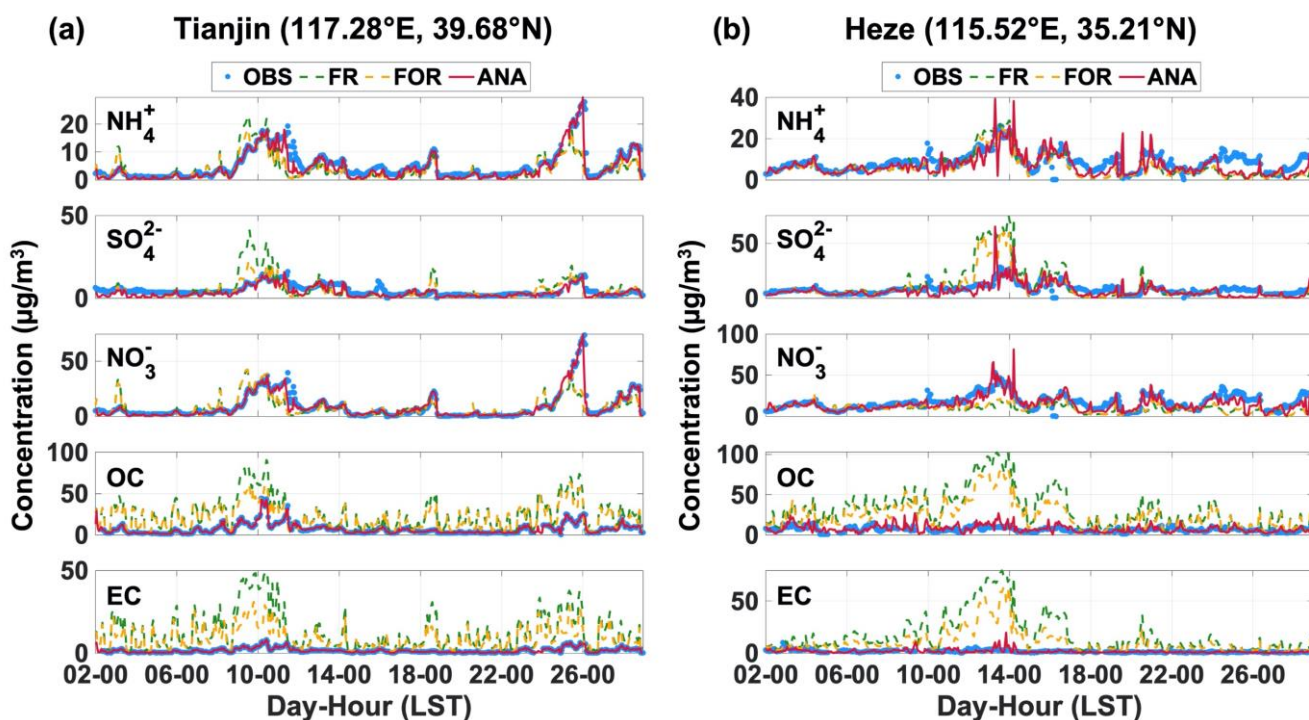 (a) Tianjin (117.28°E, 39.68°N)
OBS FR FOR ANA
Concentration (µg/m³)
NH₄⁺
20
10
0
SO₄²⁻
50
0
NO₃⁻
50
0
OC
100
50
0
EC
50
0
02-00 06-00 10-00 14-00 18-00 22-00 26-00
Day-Hour (LST)
(b) Heze (115.52°E, 35.21°N)
OBS FR FOR ANA
Concentration (µg/m³)
NH₄⁺
40
20
0
SO₄²⁻
50
0
NO₃⁻
100
50
0
OC
100
50
0
EC
50
0
02-00 06-00 10-00 14-00 18-00 22-00 26-00
Day-Hour (LST)